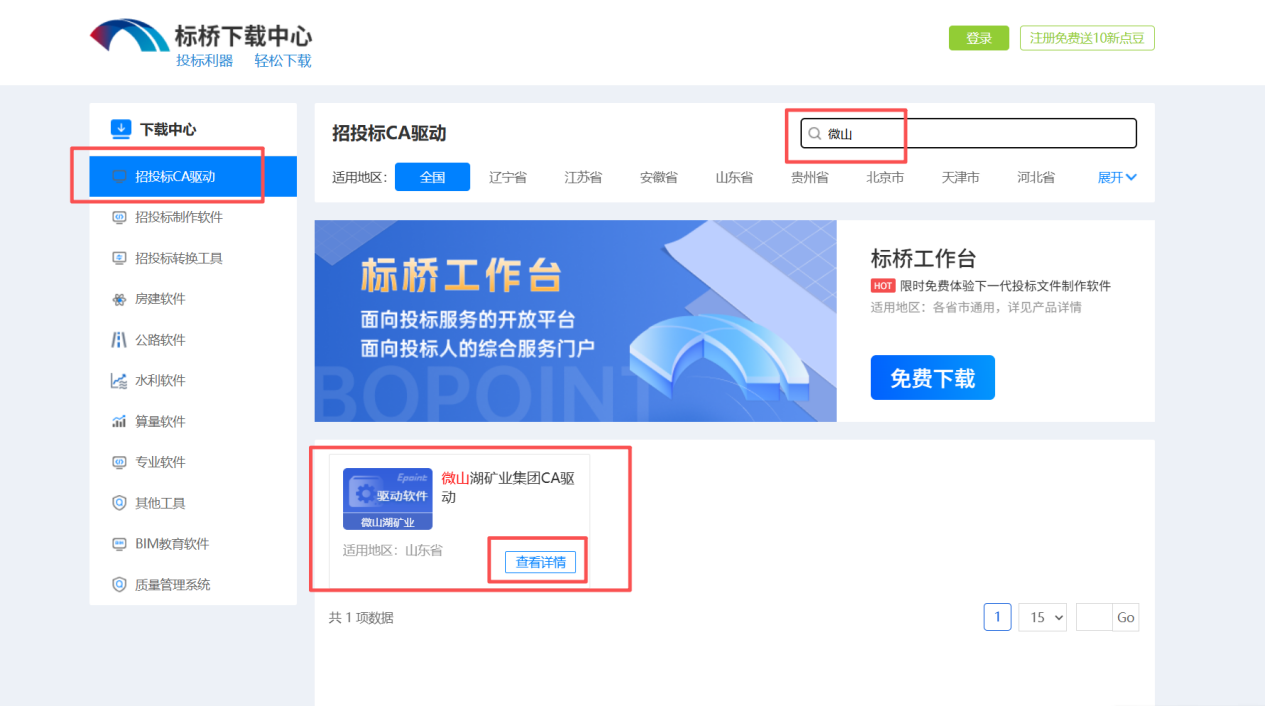 标桥下载中心
投标利器 轻松下载
登录
注册免费送10新点豆
下载中心
招投标CA驱动
招投标制作软件
招投标转换工具
房建软件
公路软件
水利软件
算量软件
专业软件
其他工具
BIM教育软件
质量管理系统
招投标CA驱动
微山
适用地区: 全国 辽宁省 江苏省 安徽省 山东省 贵州省 北京市 天津市 河北省 展开
标桥工作台
面向投标服务的开放平台
面向投标人的综合服务门户
BOPOINT
标桥工作台
HOT 限时免费体验下一代投标文件制作软件
适用地区：各省市通用，详见产品详情
免费下载
Epoint
驱动软件
微山湖矿业
微山湖矿业集团CA驱
动
适用地区：山东省
查看详情
共 1 项数据
1 15 Go